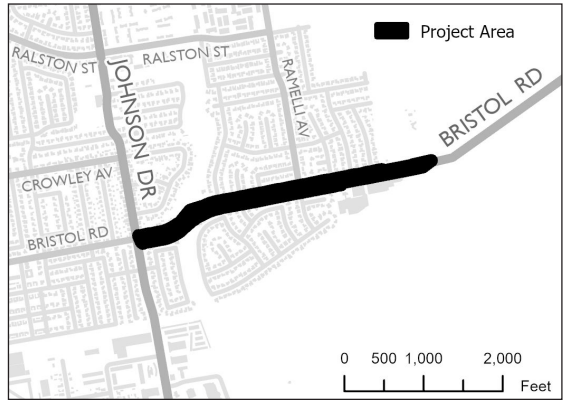 Project Area
RALSTON ST
RALSTON ST
JOHNSON DR
RAMELLI AV
BRISTOL RD
CROWLEY AV
BRISTOL RD
0 500 1,000 2,000
Feet